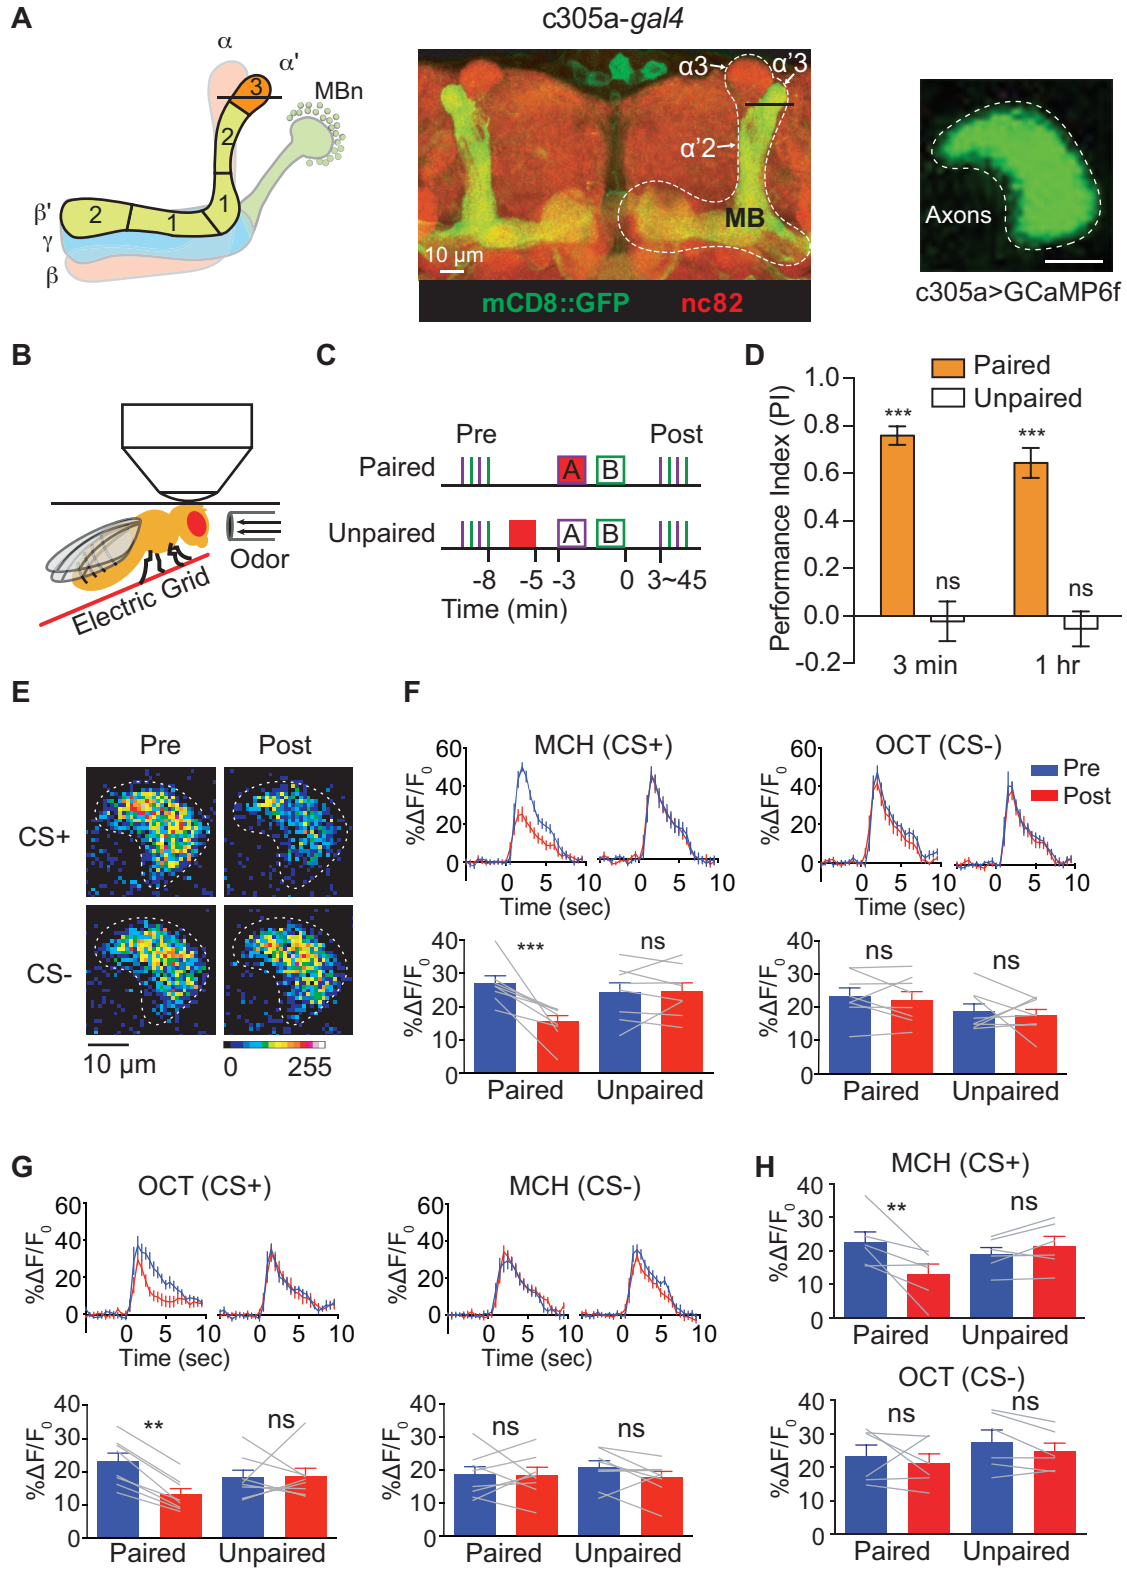 A
c305a-gal4
α
α'
3
MBn
2
1
β'
2
1
γ
β
α3
α'3
α'2
MB
10 μm
mCD8::GFP nc82
Axons
c305a>GCaMP6f
B
Odor
Electric Grid
C
Pre Post
Paired A B
Unpaired A B
-8 -5 -3 0 3~45
Time (min)
D
Paired
Unpaired
Performance Index (PI)
1.0
0.8
0.6
0.4
0.2
0.0
-0.2
***
ns
***
ns
3 min 1 hr
E
Pre Post
CS+
CS-
10 μm
0 255
F
MCH (CS+)
%ΔF/F0
60
40
20
0
0 5 10 0 5 10
Time (sec)
OCT (CS-)
%ΔF/F0
60
40
20
0
0 5 10 0 5 10
Time (sec)
Pre
Post
%ΔF/F0
40
30
20
10
0
*** ns
Paired Unpaired
%ΔF/F0
40
30
20
10
0
ns ns
Paired Unpaired
G
OCT (CS+)
%ΔF/F0
60
40
20
0
0 5 10 0 5 10
Time (sec)
MCH (CS-)
%ΔF/F0
60
40
20
0
0 5 10 0 5 10
Time (sec)
%ΔF/F0
40
30
20
10
0
** ns
Paired Unpaired
%ΔF/F0
40
30
20
10
0
ns ns
Paired Unpaired
H
MCH (CS+)
%ΔF/F0
40
30
20
10
0
** ns
Paired Unpaired
OCT (CS-)
%ΔF/F0
40
30
20
10
0
ns ns
Paired Unpaired